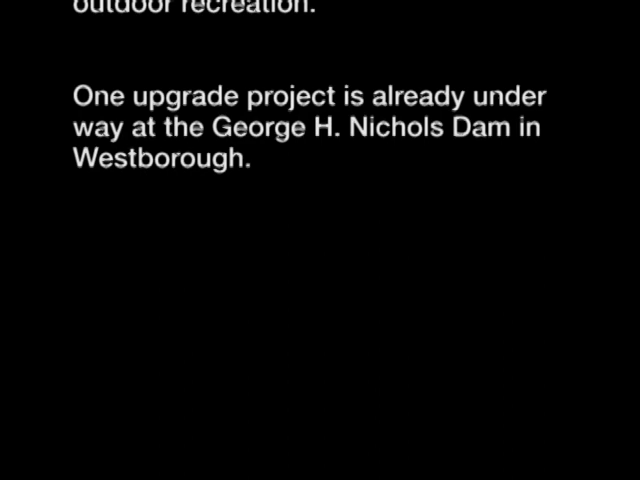 outdoor recreation.
One upgrade project is already under
way at the George H. Nichols Dam in
Westborough.